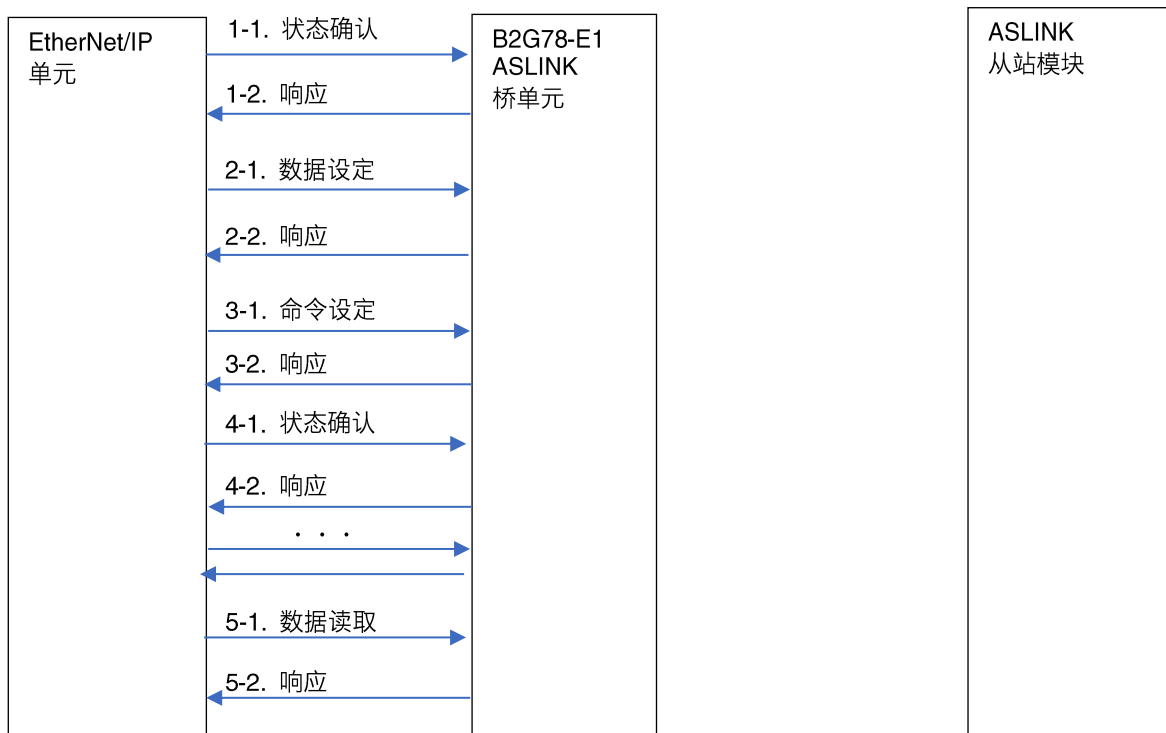 EtherNet/IP
单元
B2G78-E1
ASLINK
桥单元
ASLINK
从站模块
1-1. 状态确认
1-2. 响应
2-1. 数据设定
2-2. 响应
3-1. 命令设定
3-2. 响应
4-1. 状态确认
4-2. 响应
・・・
5-1. 数据读取
5-2. 响应